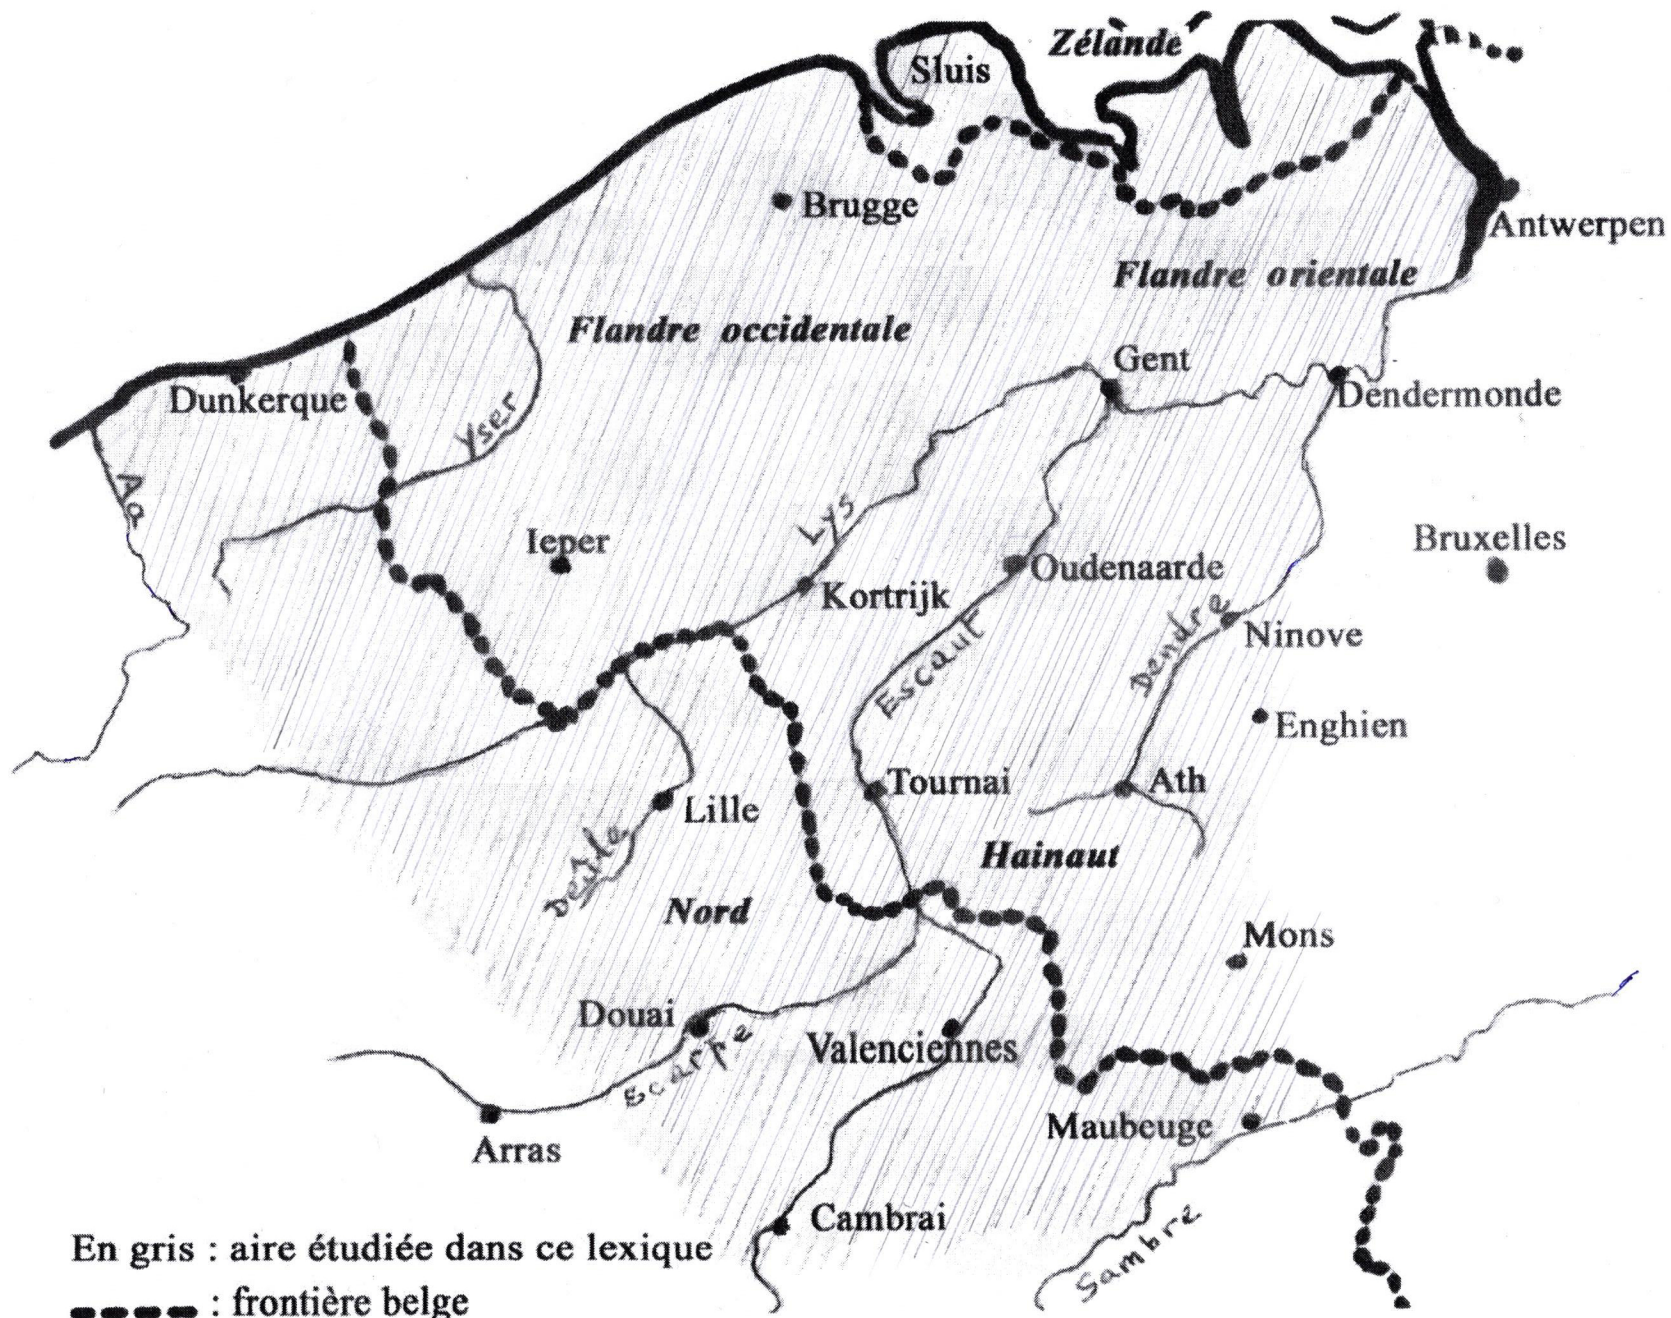 Zélande
Sluis
Brugge
Antwerpen
Flandre orientale
Flandre occidentale
Gent
Dunkerque
Dendermonde
Yser
Aa
Lys
Ieper
Bruxelles
Oudenaarde
Kortrijk
Dendre
Ninove
Escaut
Enghien
Tournai
Ath
Lille
Deûle
Hainaut
Nord
Mons
Douai
Valenciennes
Scarpe
Maubeuge
Arras
Cambrai
Sambre
En gris : aire étudiée dans ce lexique
: frontière belge